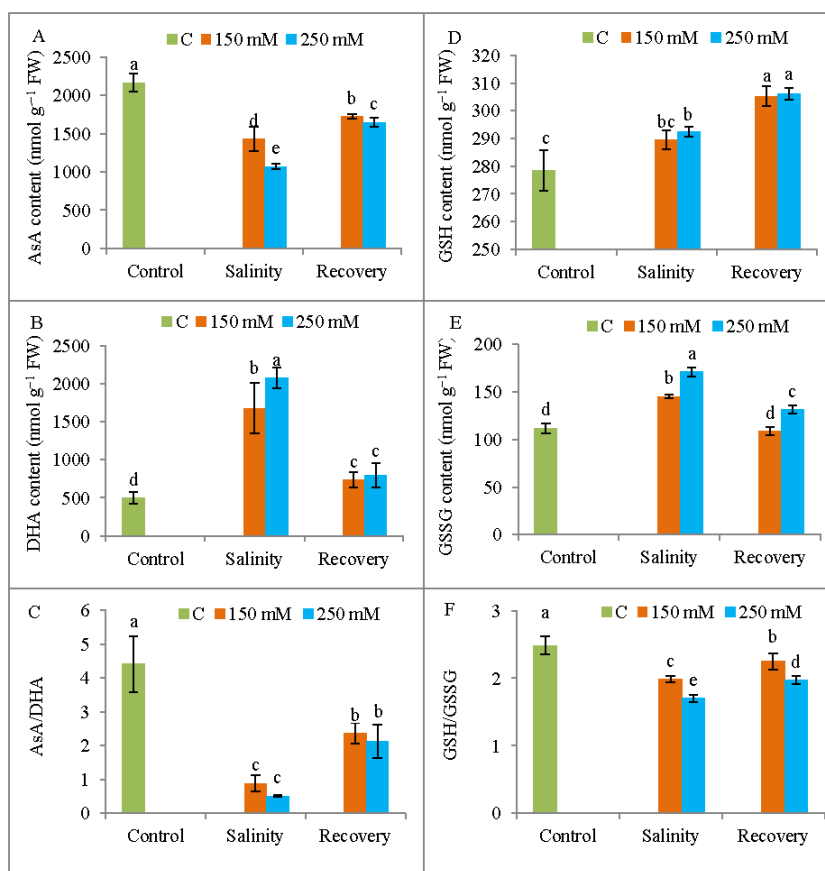 A
C 150 mM 250 mM
AsA content (nmol g⁻¹ FW)
2500
2000
1500
1000
500
0
a
d
e
b
c
Control Salinity Recovery
D
C 150 mM 250 mM
GSH content (nmol g⁻¹ FW)
320
310
300
290
280
270
260
250
c
bc
b
a
a
Control Salinity Recovery
B
C 150 mM 250 mM
DHA content (nmol g⁻¹ FW)
2500
2000
1500
1000
500
0
d
b
a
c
c
Control Salinity Recovery
E
C 150 mM 250 mM
GSSG content (nmol g⁻¹ FW)
200
150
100
50
0
d
b
a
d
c
Control Salinity Recovery
C
C 150 mM 250 mM
AsA/DHA
6
5
4
3
2
1
0
a
c
c
b
b
Control Salinity Recovery
F
C 150 mM 250 mM
GSH/GSSG
3
2
1
0
a
c
e
b
d
Control Salinity Recovery